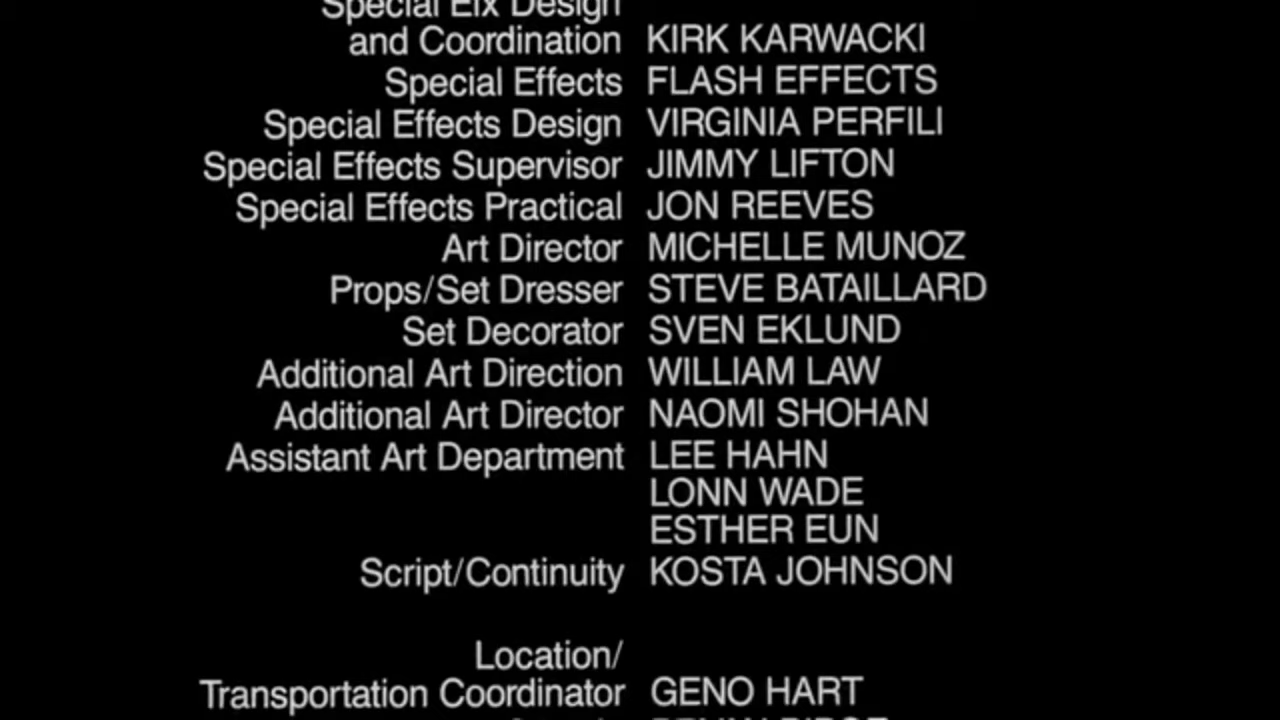 Special Efx Design
and Coordination KIRK KARWACKI
Special Effects FLASH EFFECTS
Special Effects Design VIRGINIA PERFILI
Special Effects Supervisor JIMMY LIFTON
Special Effects Practical JON REEVES
Art Director MICHELLE MUNOZ
Props/Set Dresser STEVE BATAILLARD
Set Decorator SVEN EKLUND
Additional Art Direction WILLIAM LAW
Additional Art Director NAOMI SHOHAN
Assistant Art Department LEE HAHN
LONN WADE
ESTHER EUN
Script/Continuity KOSTA JOHNSON
Location/
Transportation Coordinator GENO HART